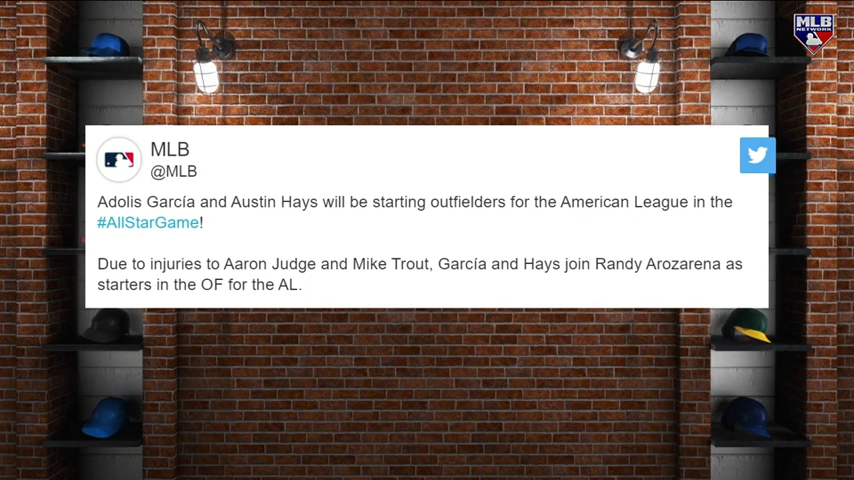 MLB
NETWORK
MLB
@MLB
Adolis García and Austin Hays will be starting outfielders for the American League in the
#AllStarGame!
Due to injuries to Aaron Judge and Mike Trout, García and Hays join Randy Arozarena as
starters in the OF for the AL.